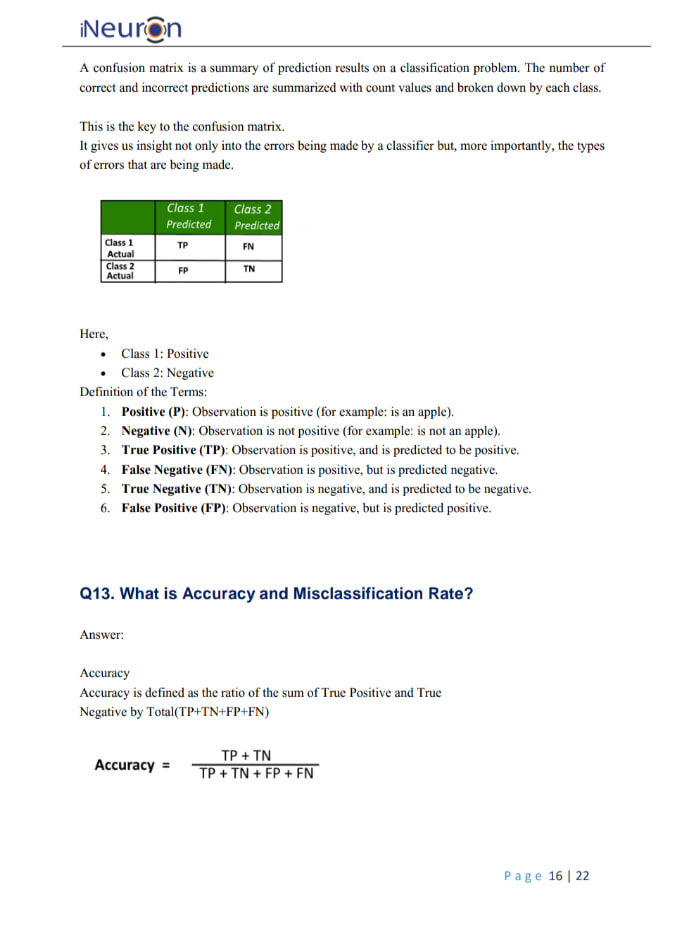 iNeuron
A confusion matrix is a summary of prediction results on a classification problem. The number of
correct and incorrect predictions are summarized with count values and broken down by each class.
This is the key to the confusion matrix.
It gives us insight not only into the errors being made by a classifier but, more importantly, the types
of errors that are being made.
Class 1 Class 2
Predicted Predicted
Class 1 TP FN
Actual
Class 2 FP TN
Actual
Here,
• Class 1: Positive
• Class 2: Negative
Definition of the Terms:
1. Positive (P): Observation is positive (for example: is an apple).
2. Negative (N): Observation is not positive (for example: is not an apple).
3. True Positive (TP): Observation is positive, and is predicted to be positive.
4. False Negative (FN): Observation is positive, but is predicted negative.
5. True Negative (TN): Observation is negative, and is predicted to be negative.
6. False Positive (FP): Observation is negative, but is predicted positive.
Q13. What is Accuracy and Misclassification Rate?
Answer:
Accuracy
Accuracy is defined as the ratio of the sum of True Positive and True
Negative by Total(TP+TN+FP+FN)
TP + TN
Accuracy =
TP + TN + FP + FN
Page 16 | 22